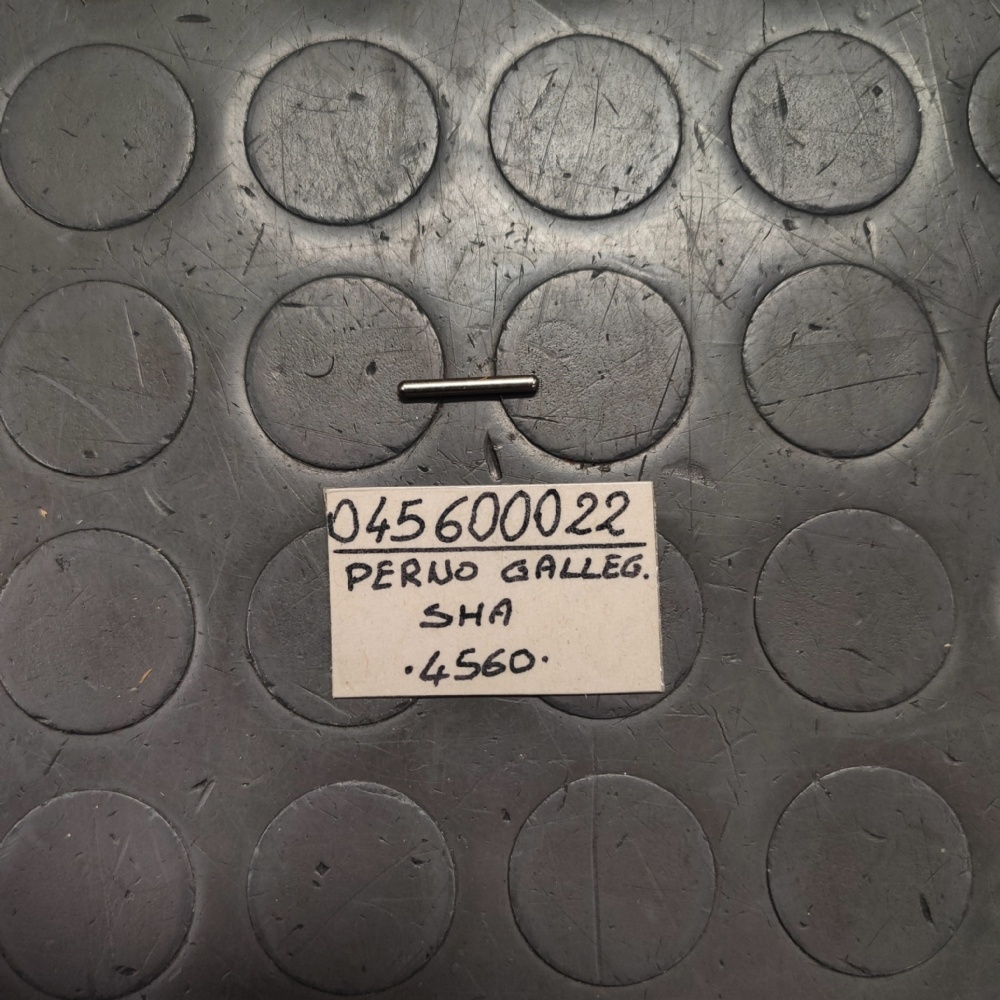 045600022
PERNO GALLEG.
SHA
·4560·